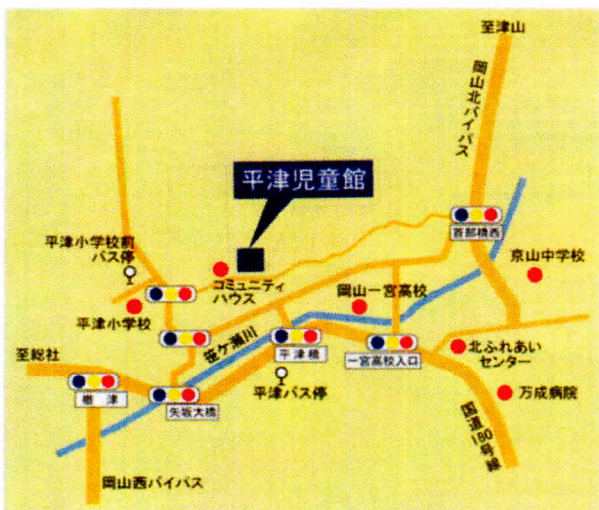 至津山
岡山北バイパス
平津児童館
首部橋西
平津小学校前
バス停
京山中学校
コミュニティ
ハウス
岡山一宮高校
平津小学校
笹ケ瀬川
至総社
平津橋
一宮高校入口
北ふれあい
センター
楢津
平津バス停
万成病院
矢坂大橋
国道180号線
岡山西バイパス